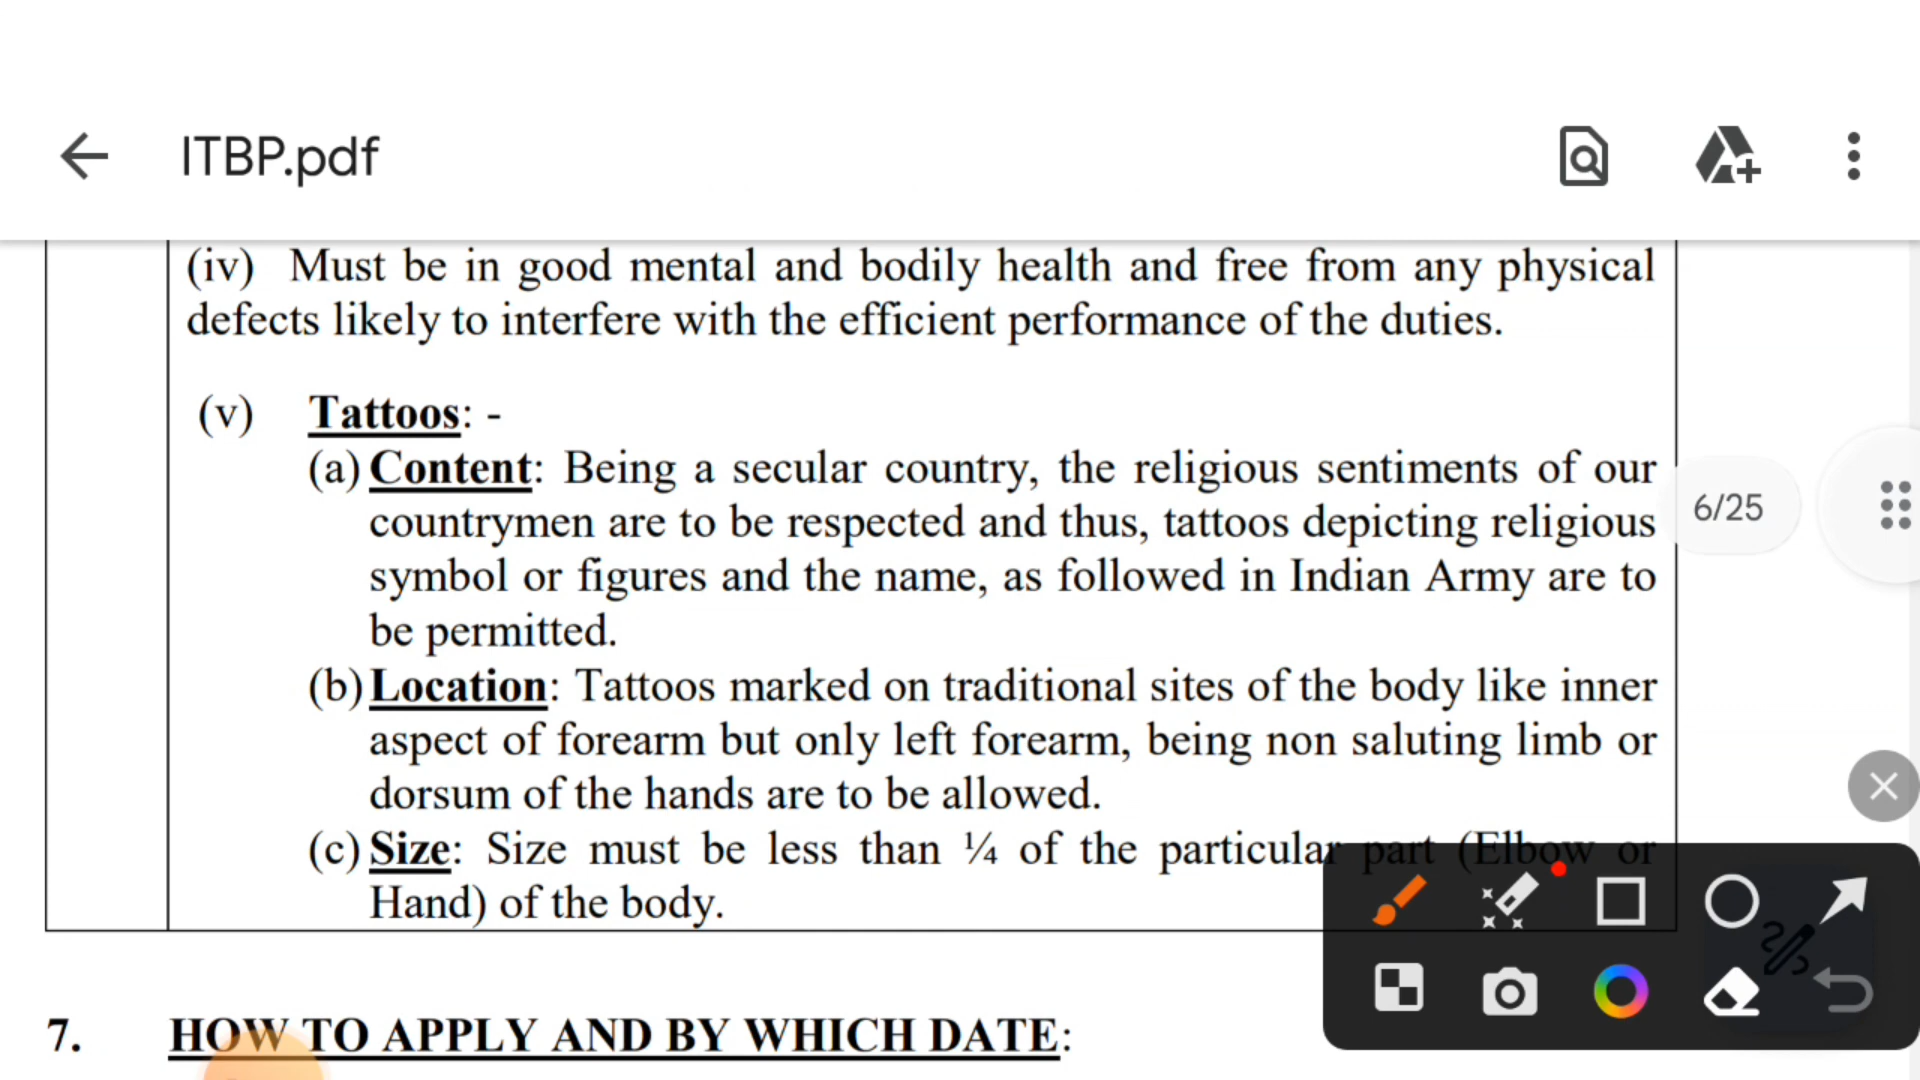 ITBP.pdf
(iv) Must be in good mental and bodily health and free from any physical
defects likely to interfere with the efficient performance of the duties.
(v) Tattoos: -
(a) Content: Being a secular country, the religious sentiments of our
countrymen are to be respected and thus, tattoos depicting religious
6/25
symbol or figures and the name, as followed in Indian Army are to
be permitted.
(b) Location: Tattoos marked on traditional sites of the body like inner
aspect of forearm but only left forearm, being non saluting limb or
dorsum of the hands are to be allowed.
(c) Size: Size must be less than ¼ of the particular part (Elbow or
Hand) of the body.
7. HOW TO APPLY AND BY WHICH DATE: